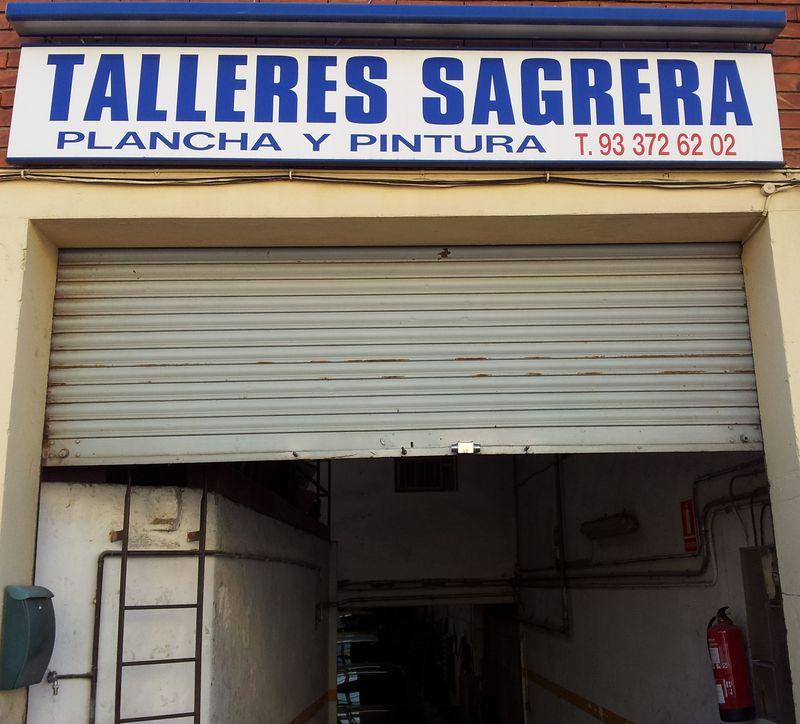 TALLERES SAGRERA
PLANCHA Y PINTURA T. 93 372 62 02